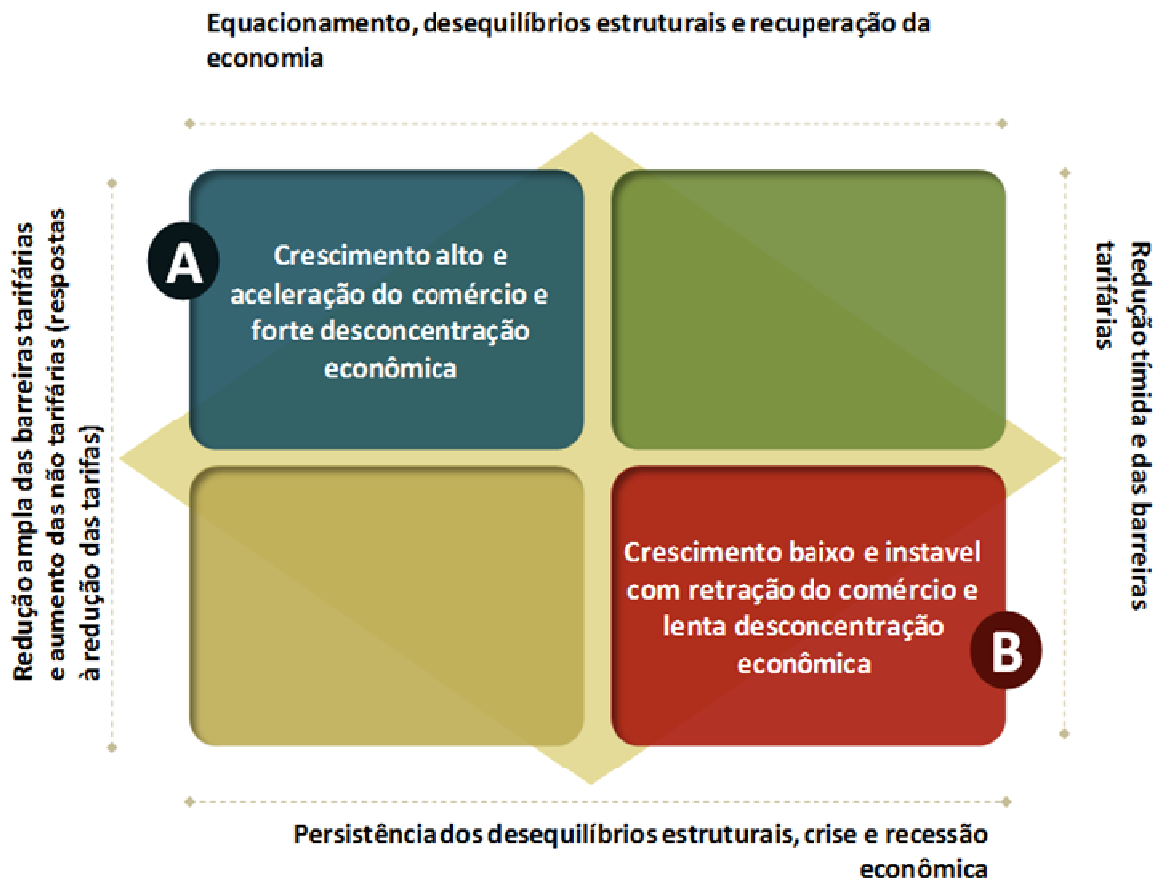 Equacionamento, desequilíbrios estruturais e recuperação da
economia
Redução ampla das barreiras tarifárias
e aumento das não tarifárias (respostas
à redução das tarifas)
A
Crescimento alto e
aceleração do comércio e
forte desconcentração
econômica
Redução tímida e das barreiras
tarifárias
Crescimento baixo e instavel
com retração do comércio e
lenta desconcentração
econômica
B
Persistência dos desequilíbrios estruturais, crise e recessão
econômica